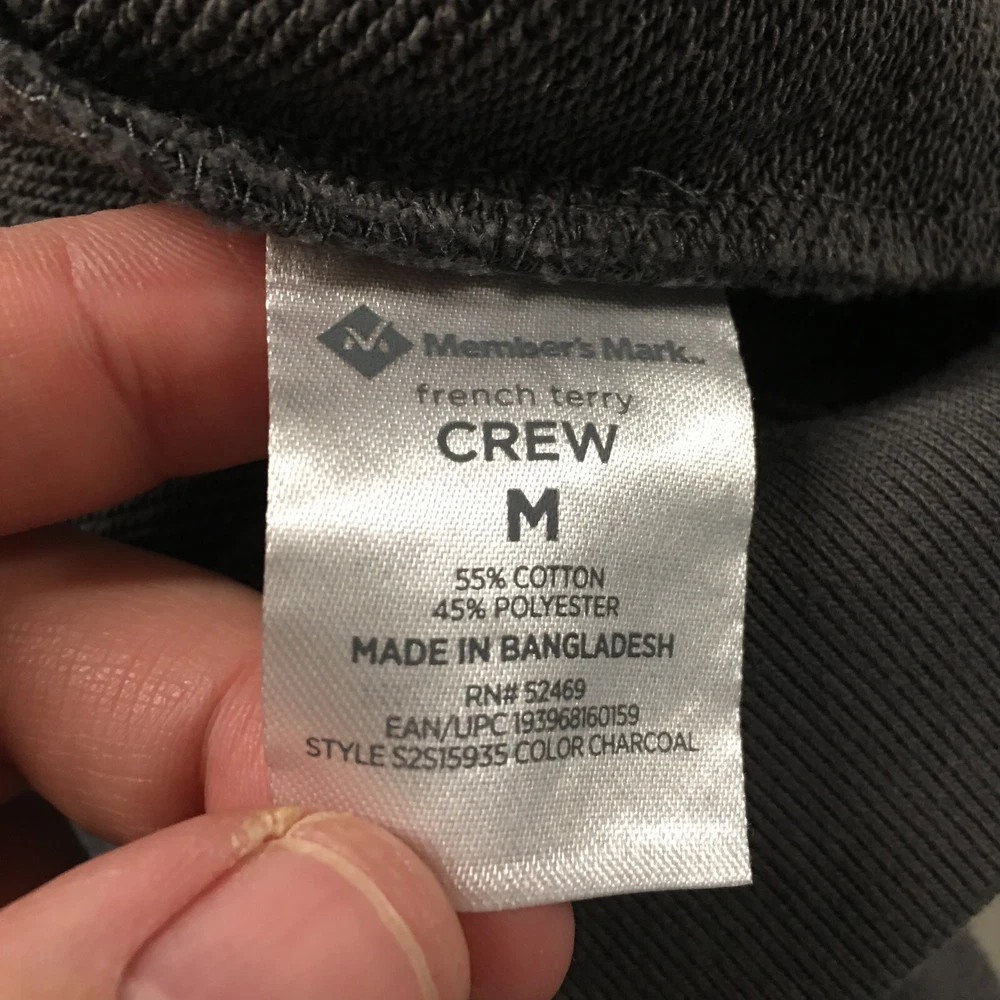 Member's Mark™
french terry
CREW
M
55% COTTON
45% POLYESTER
MADE IN BANGLADESH
RN# 52469
EAN/UPC 193968160159
STYLE S2S15935 COLOR CHARCOAL